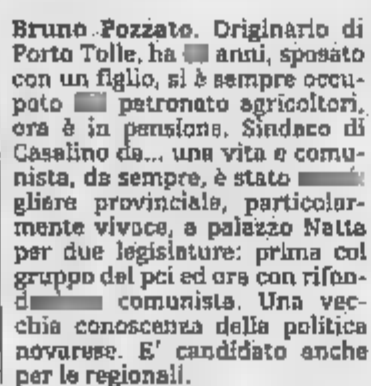 Bruno Pozzato. Originario di
Porto Tolle, ha anni, sposato
con un figlio, si è sempre occu-
pato patronato agricoltori,
ora è in pensione. Sindaco di
Casalino da... una vita e comu-
nista, da sempre, è stato
gliere provinciale, particolar-
mente vivace, a palazzo Natta
per due legislature: prima col
gruppo del pci ed ora con rifon-
d comunista. Una vec-
chia conoscenza della politica
novarese. E' candidato anche
per le regionali.